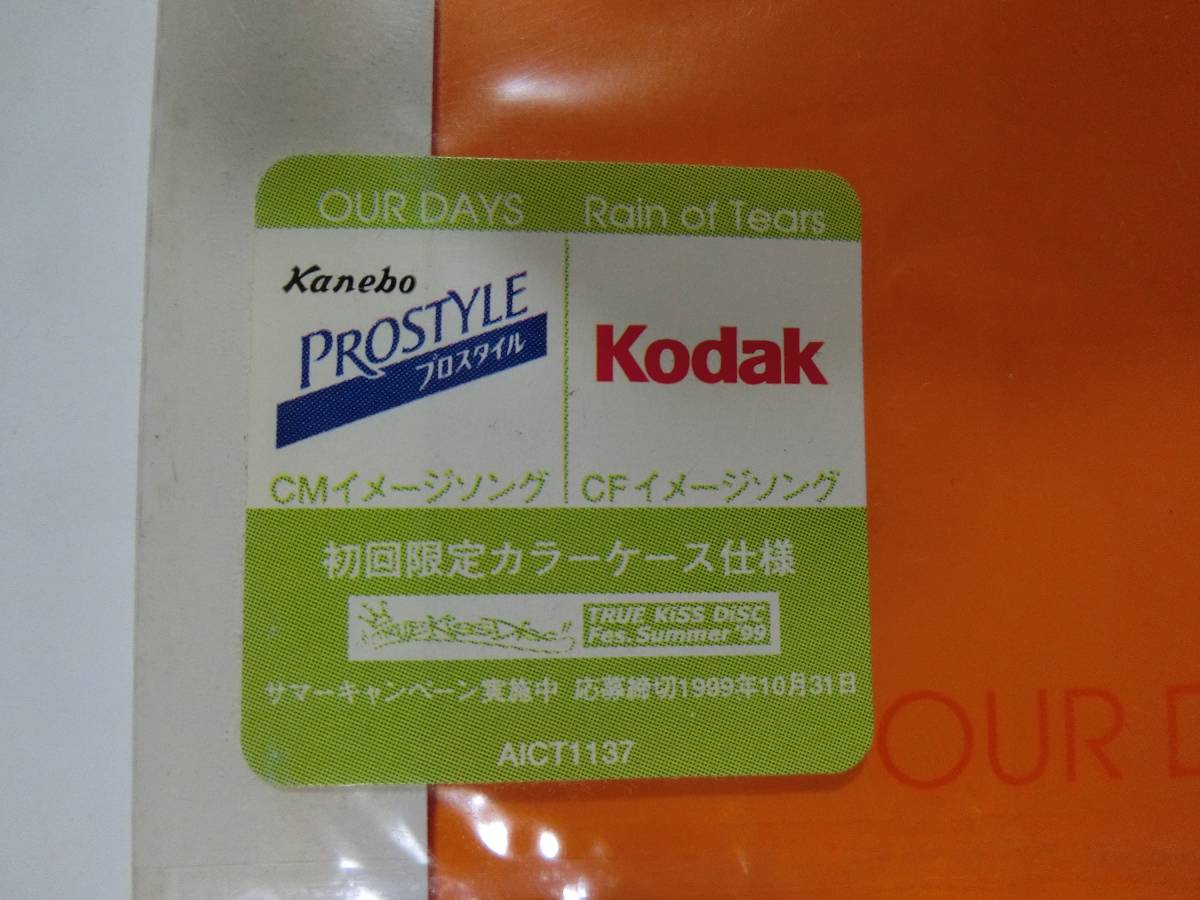 OUR DAYS
Rain of Tears
Kanebo
PROSTYLE
プロスタイル
CMイメージソング
Kodak
CFイメージソング
初回限定カラーケース仕様
True Kiss Disc
TRUE KiSS DiSC
Fes. Summer '99
サマーキャンペーン実施中 応募締切1999年10月31日
AICT1137
OUR D